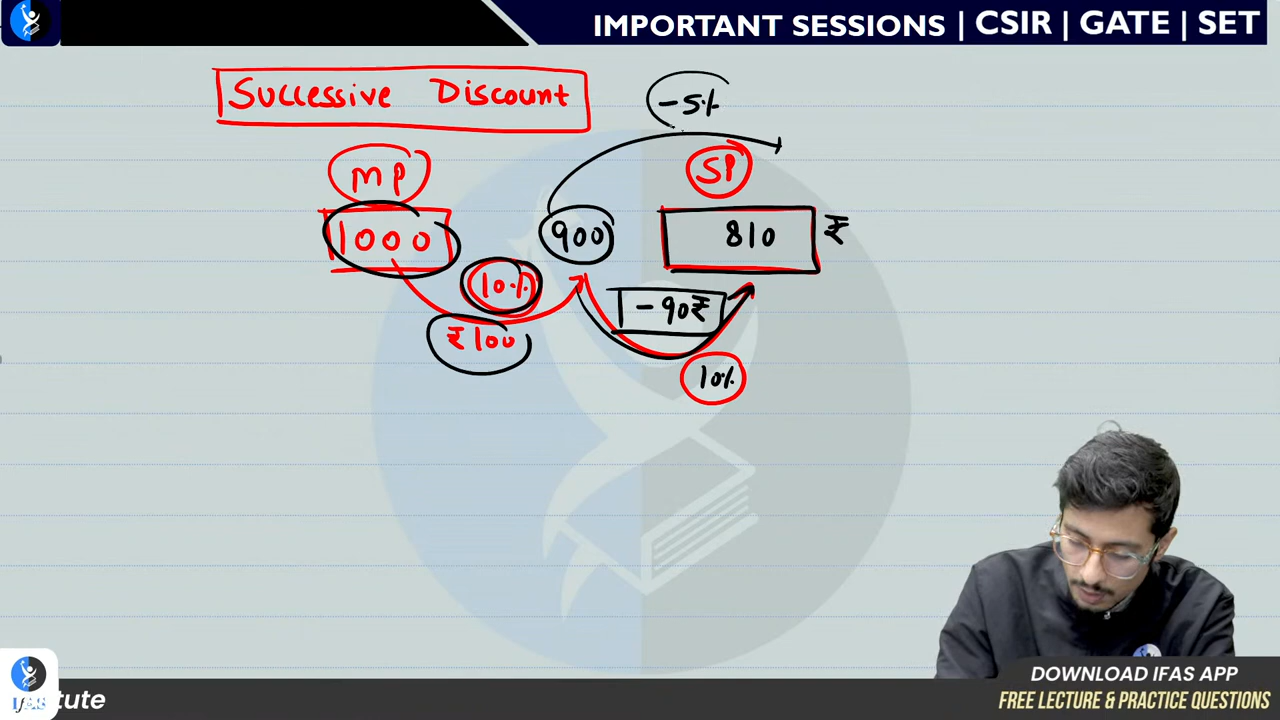 IMPORTANT SESSIONS | CSIR | GATE | SET
Successive Discount
-5%
MP
SP
1000
900
810 ₹
10%
-90₹
₹100
10%
DOWNLOAD IFAS APP
FREE LECTURE & PRACTICE QUESTIONS
IFAS
tute